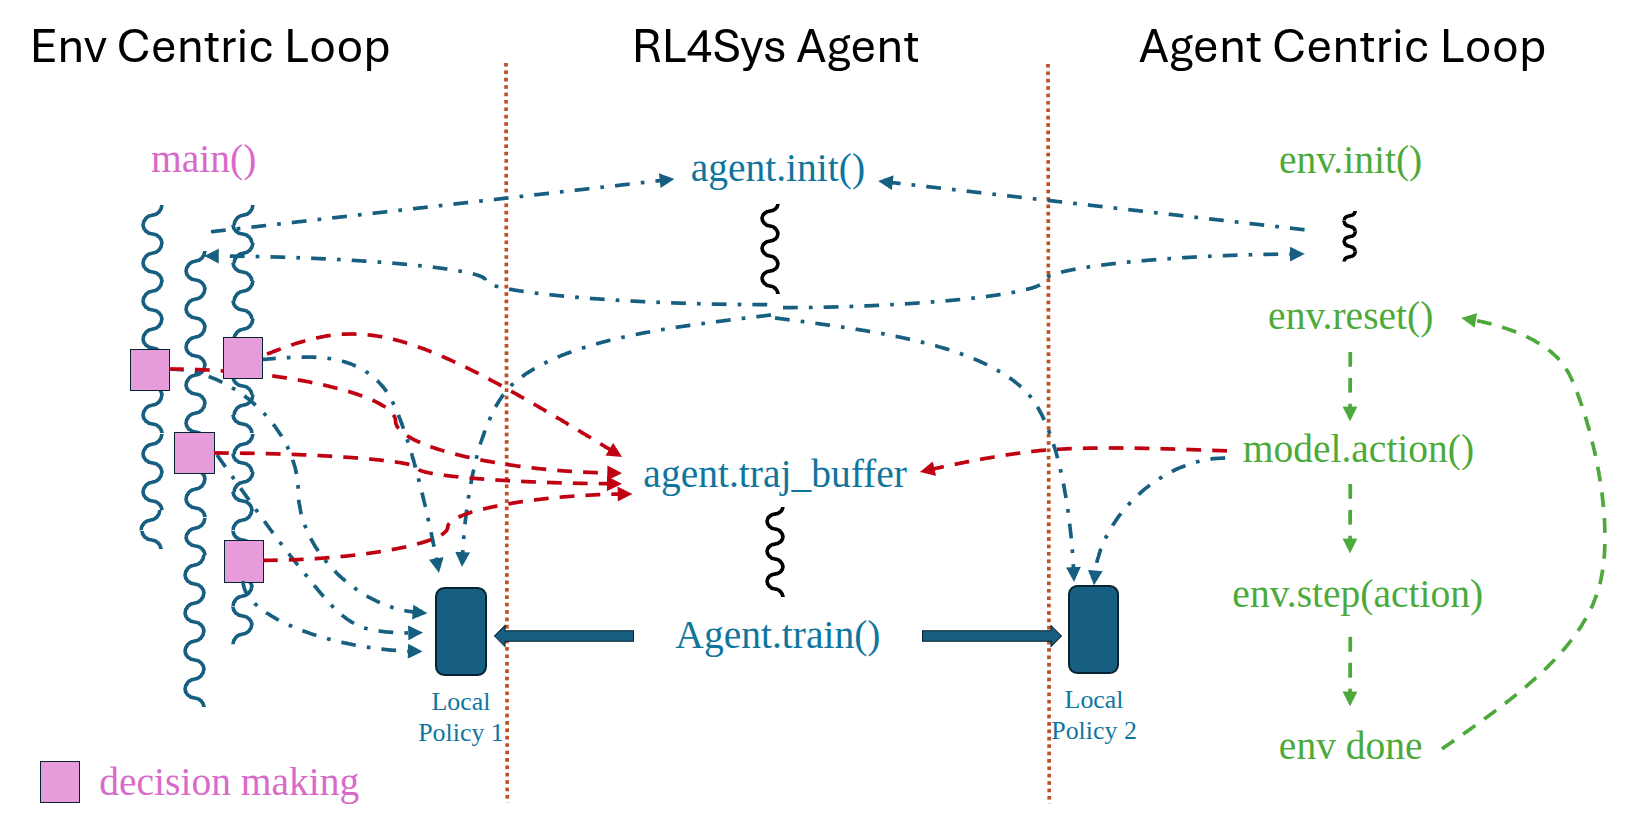 Env Centric Loop
RL4Sys Agent
Agent Centric Loop
main()
agent.init()
env.init()
env.reset()
agent.traj_buffer
model.action()
env.step(action)
Agent.train()
Local
Policy 1
Local
Policy 2
env done
decision making